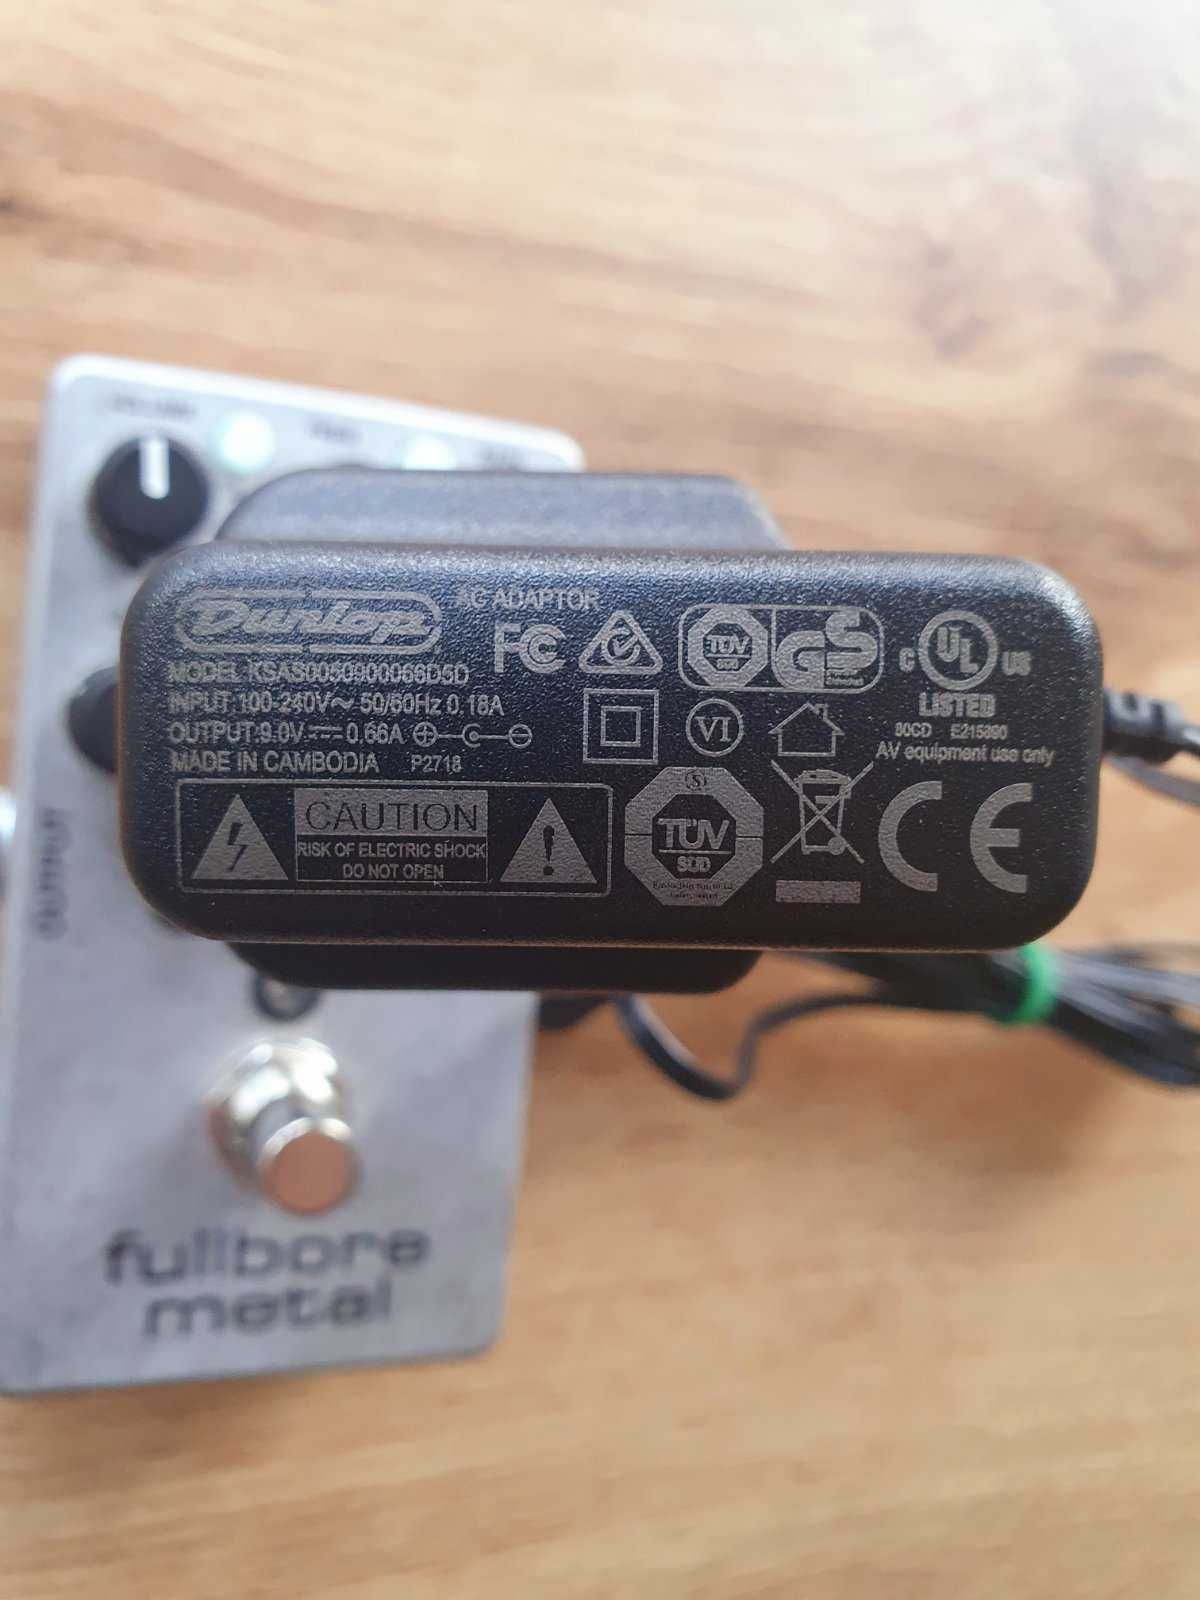 Dunlop
AC ADAPTOR
MODEL KSAS0050900066D5D
INPUT:100-240V~ 50/60Hz 0.18A
OUTPUT:9.0V⎓0.66A
MADE IN CAMBODIA P2718
FC
TÜV
SÜD
GS
VI
C UL US
LISTED
80CD E215890
AV equipment use only
CAUTION
RISK OF ELECTRIC SHOCK
DO NOT OPEN
S
TÜV
SÜD
CE
OUTPUT
fullbore
metal